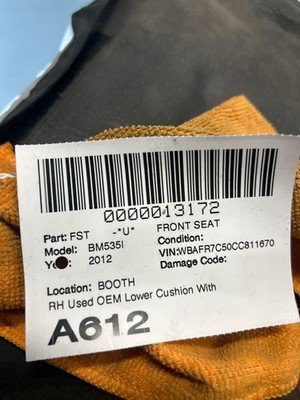 0000013172
Part: FST -*U* FRONT SEAT
Model: BM535I Condition:
2012 VIN:WBAFR7C50CC811670
Damage Code:
Location: BOOTH
RH Used OEM Lower Cushion With
A612